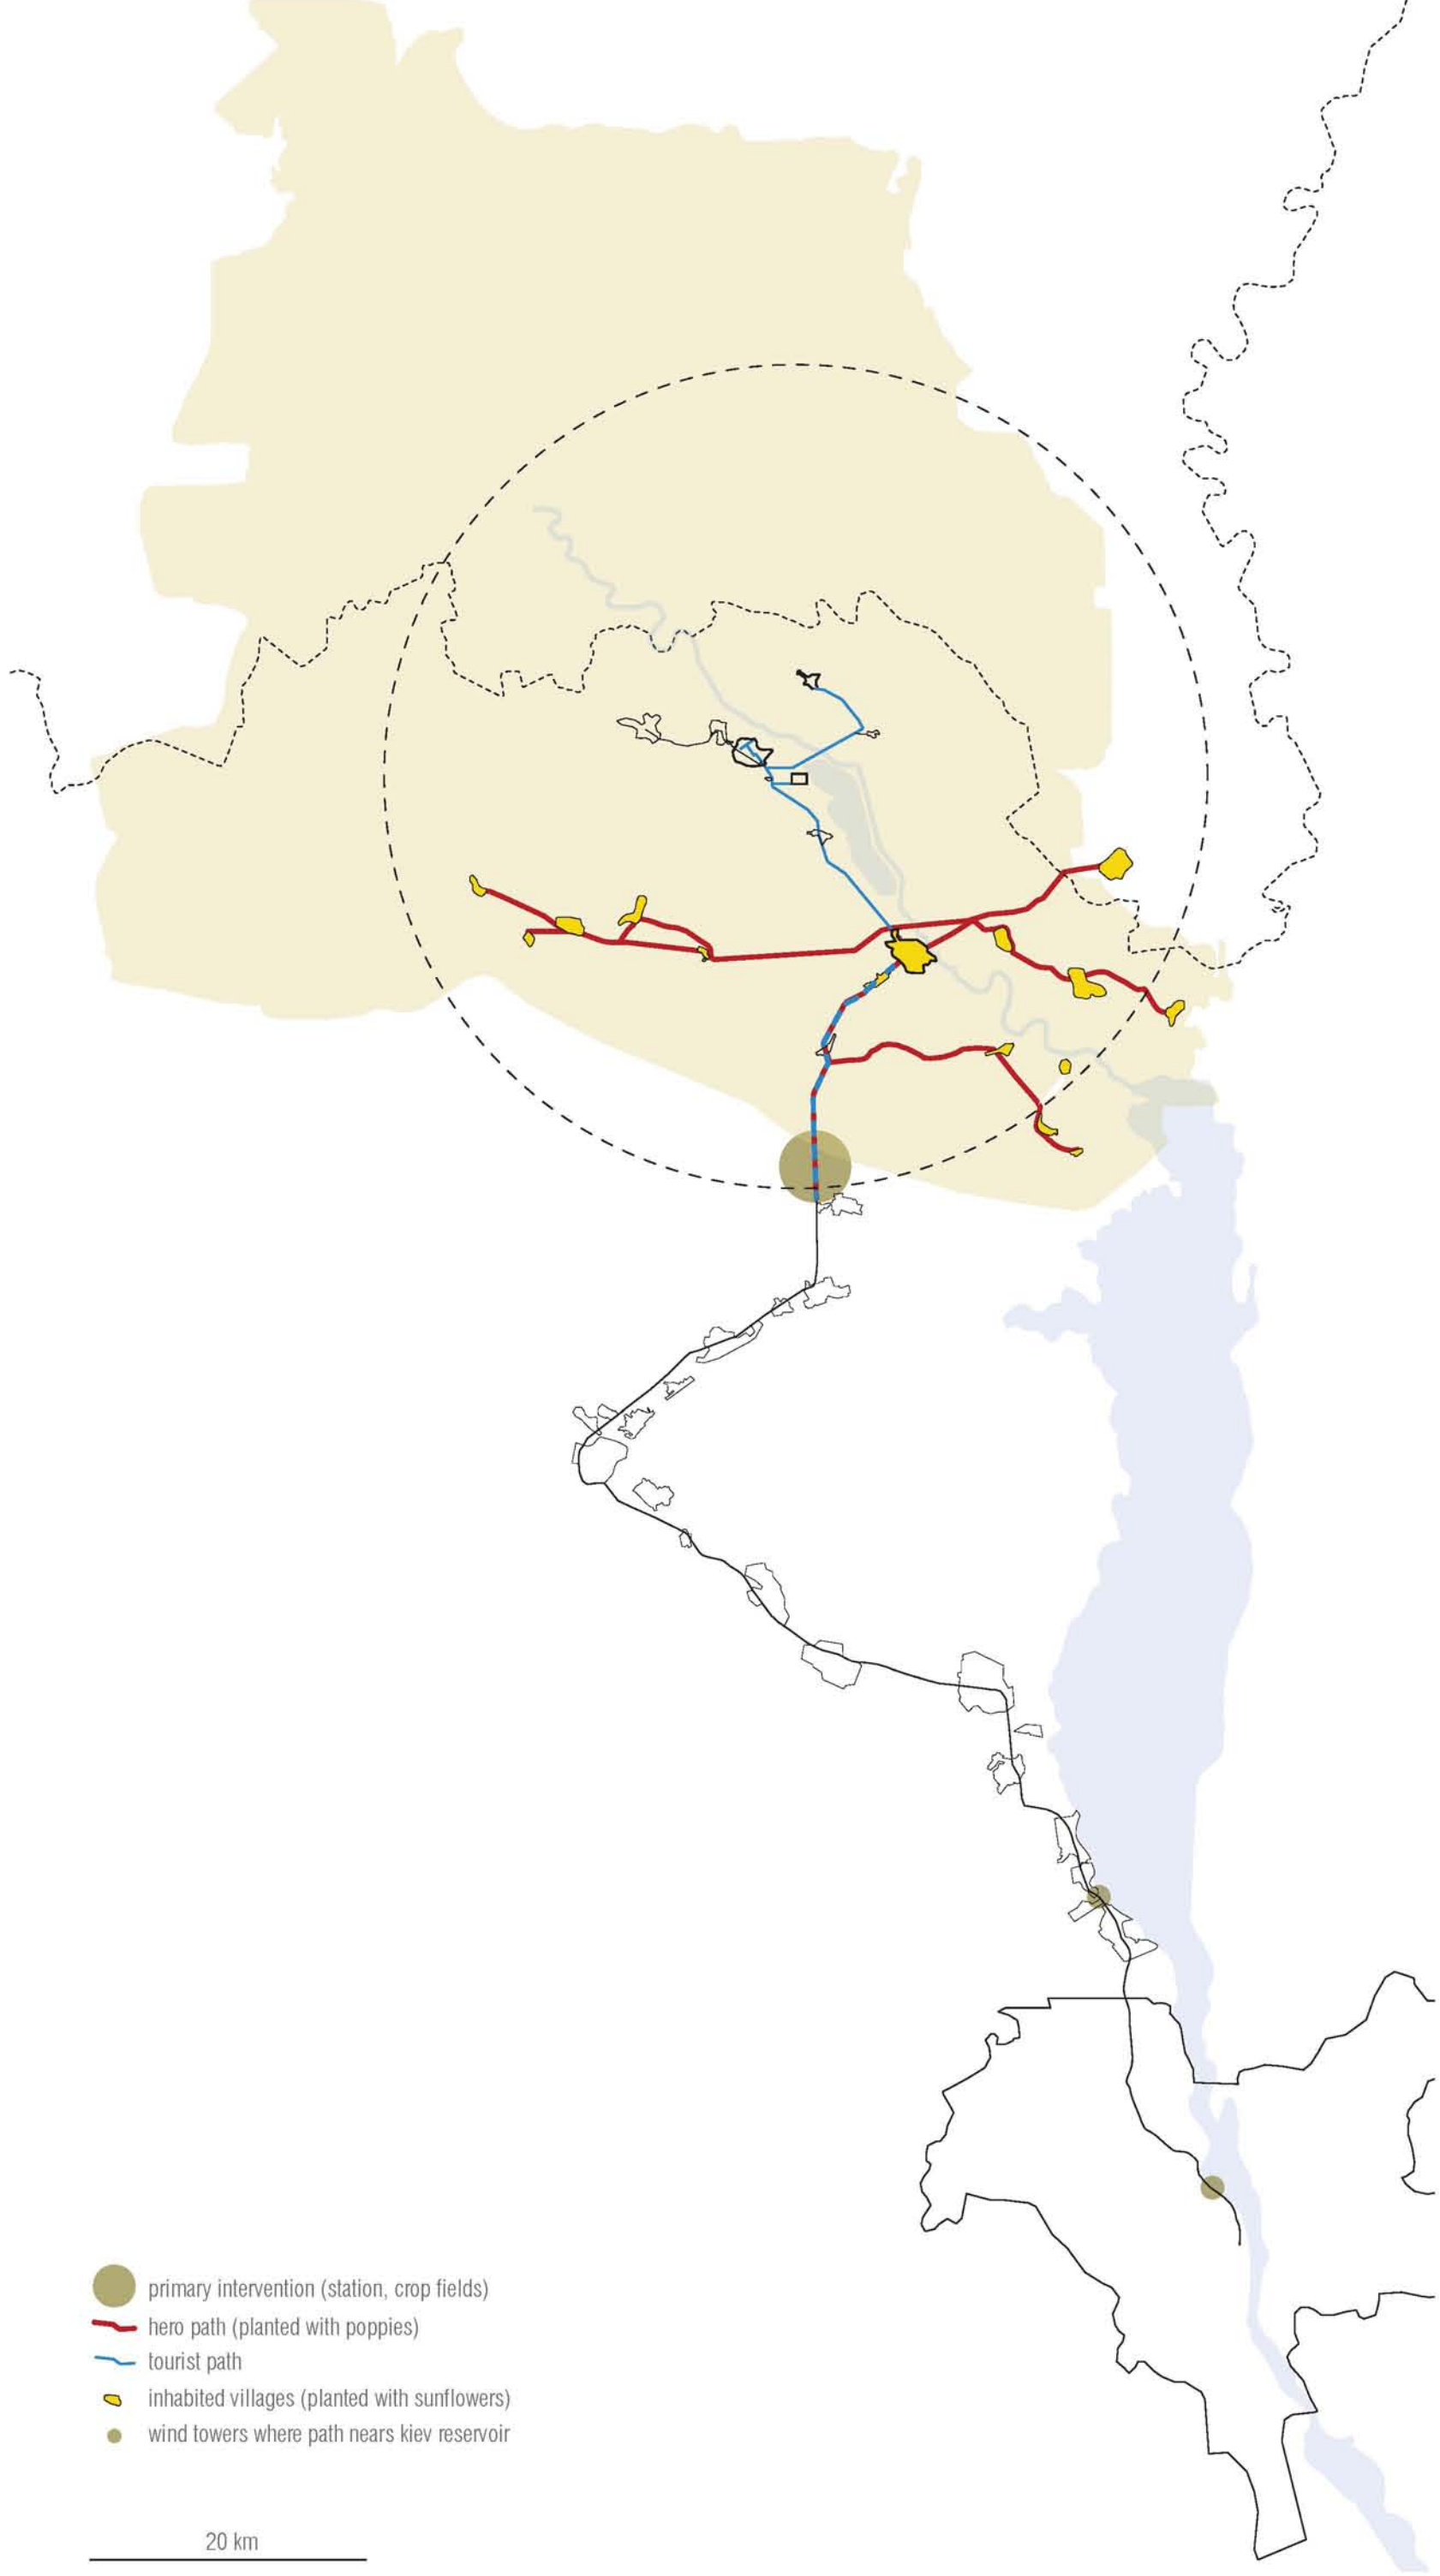 primary intervention (station, crop fields)
hero path (planted with poppies)
tourist path
inhabited villages (planted with sunflowers)
wind towers where path nears kiev reservoir
20 km